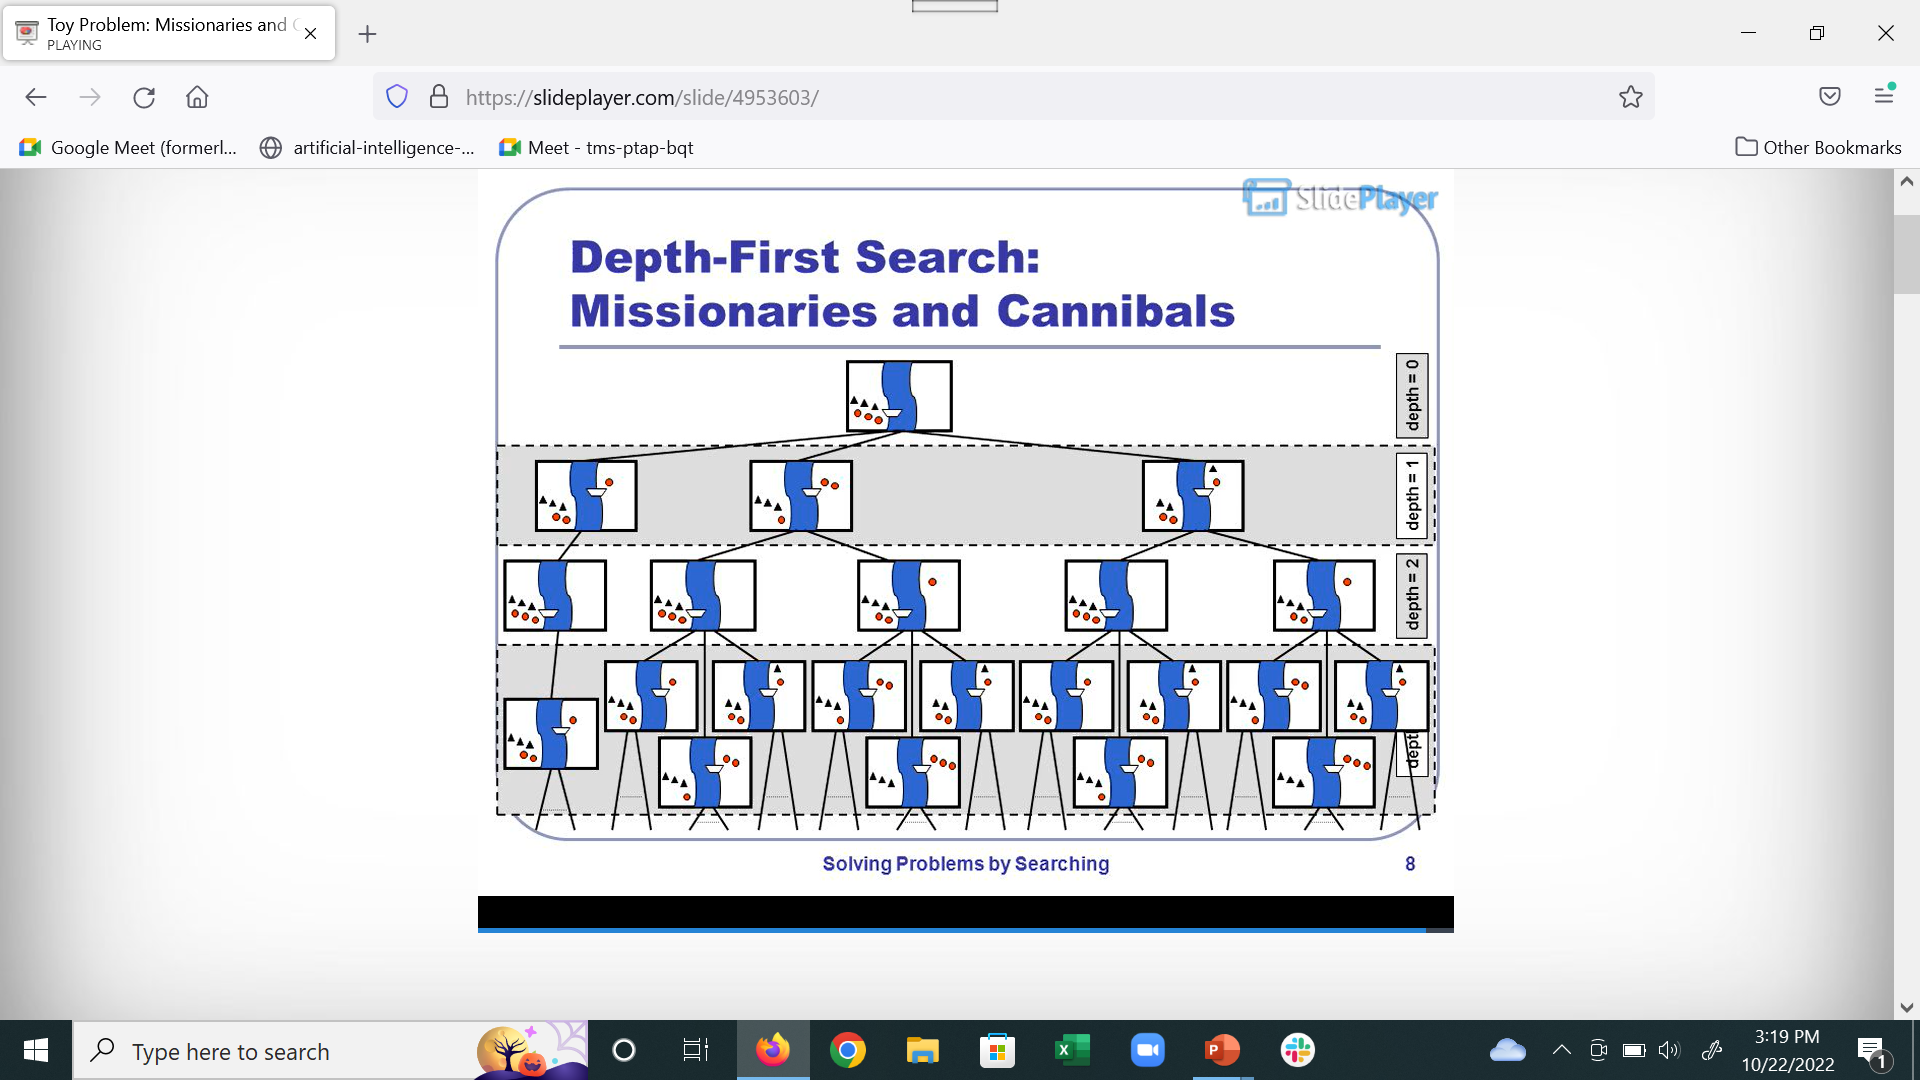 Toy Problem: Missionaries and C
PLAYING
https://slideplayer.com/slide/4953603/
Google Meet (formerl...
artificial-intelligence-...
Meet - tms-ptap-bqt
Other Bookmarks
SlidePlayer
Depth-First Search:
Missionaries and Cannibals
depth = 0
depth = 1
depth = 2
dept
Solving Problems by Searching
8
Type here to search
3:19 PM
10/22/2022
1